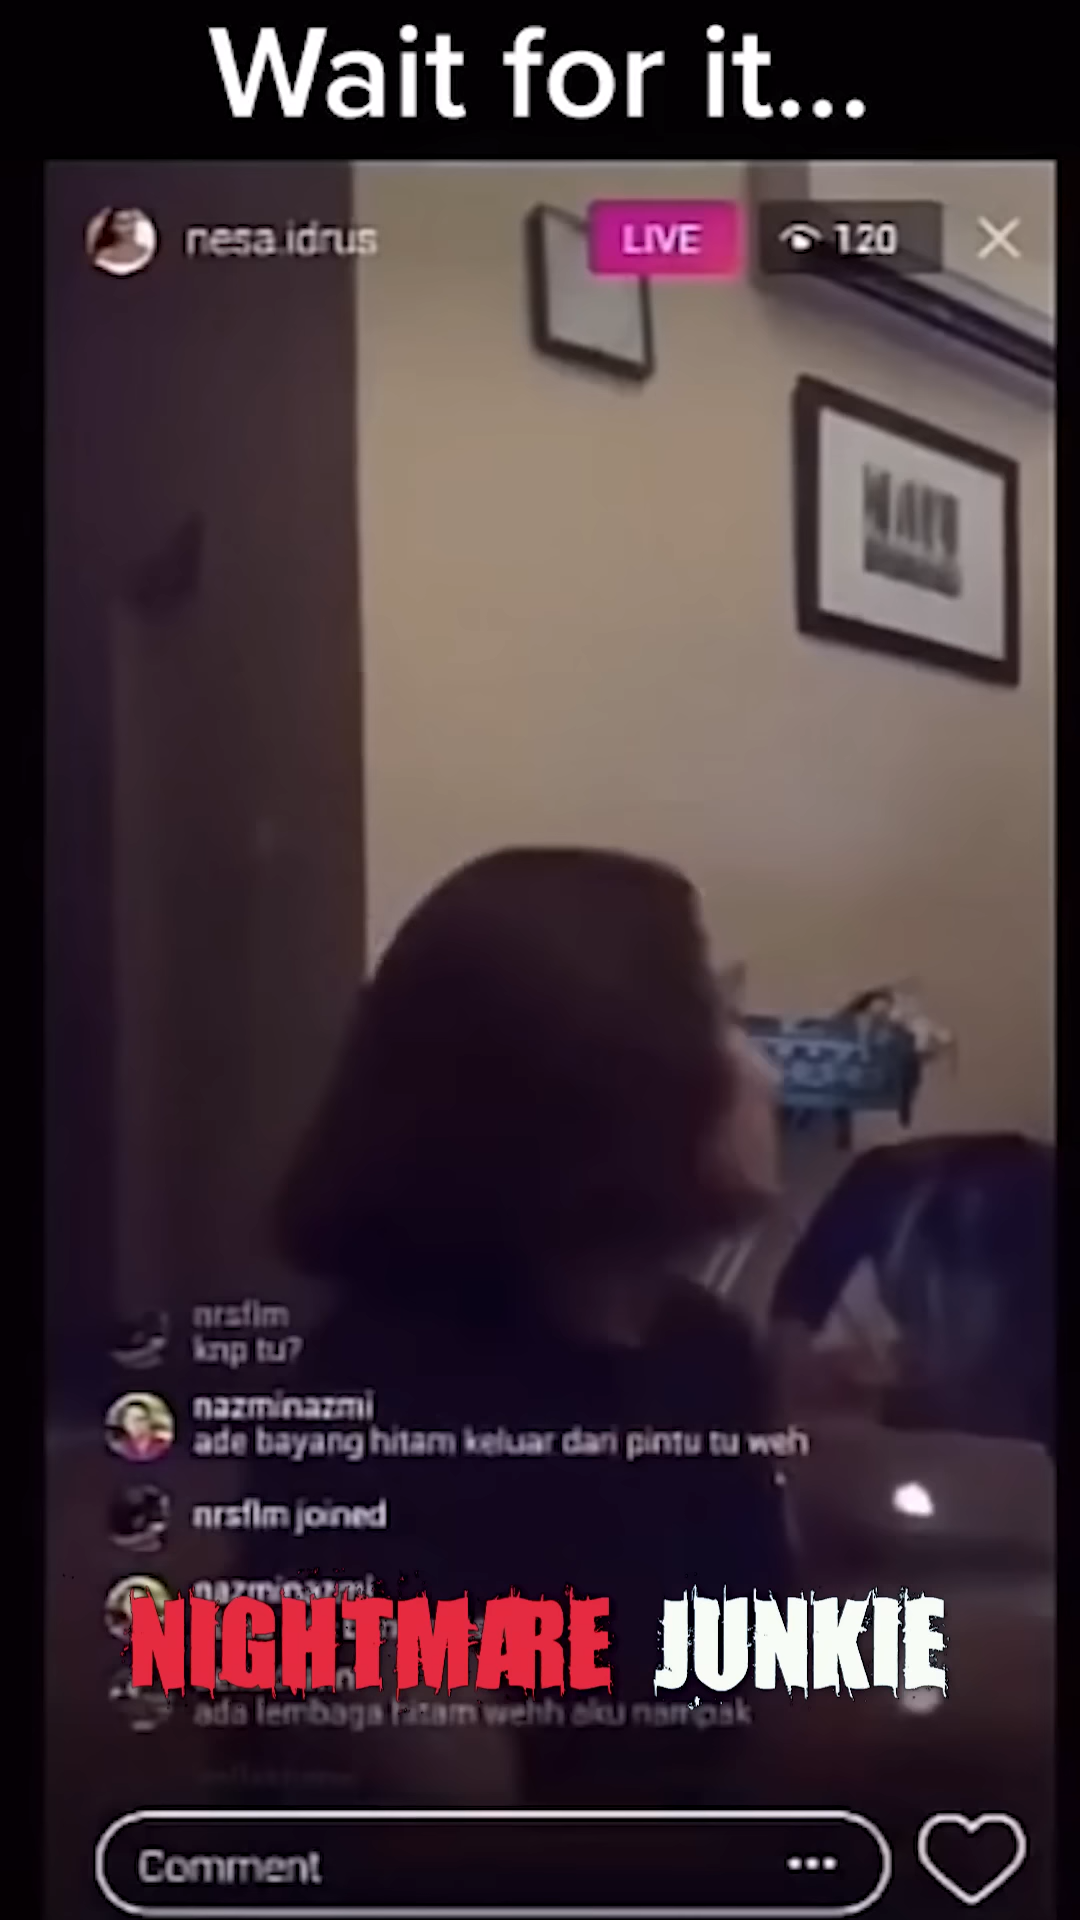 Wait for it...
nesa.idrus
LIVE
120
nrsflm
knp tu?
nazminazmi
ade bayang hitam keluar dari pintu tu weh
nrsflm joined
nazminazmi
NIGHTMARE JUNKIE
ada lembaga hitam wehh aku nampak
Comment